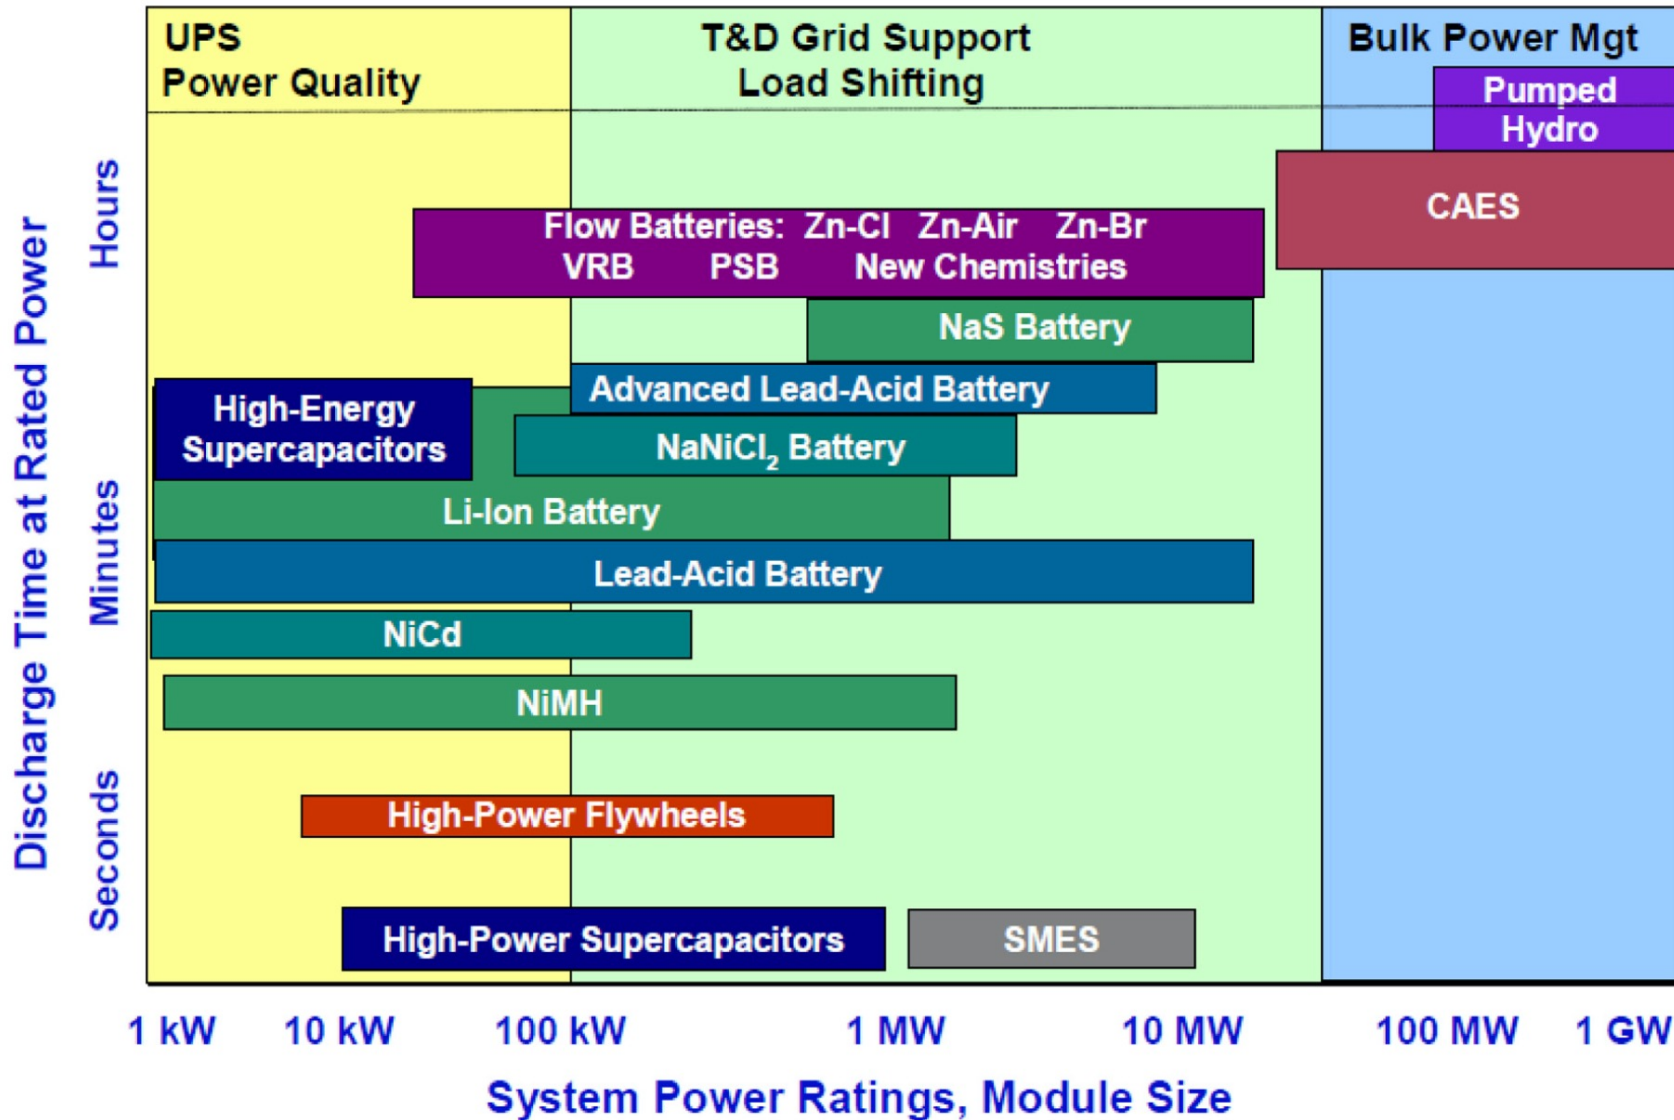 UPS
Power Quality
T&D Grid Support
Load Shifting
Bulk Power Mgt
Pumped
Hydro
CAES
Flow Batteries: Zn-Cl Zn-Air Zn-Br
VRB PSB New Chemistries
NaS Battery
Advanced Lead-Acid Battery
High-Energy
Supercapacitors
NaNiCl₂ Battery
Li-Ion Battery
Lead-Acid Battery
NiCd
NiMH
High-Power Flywheels
High-Power Supercapacitors
SMES
Discharge Time at Rated Power
Hours
Minutes
Seconds
1 kW 10 kW 100 kW 1 MW 10 MW 100 MW 1 GW
System Power Ratings, Module Size